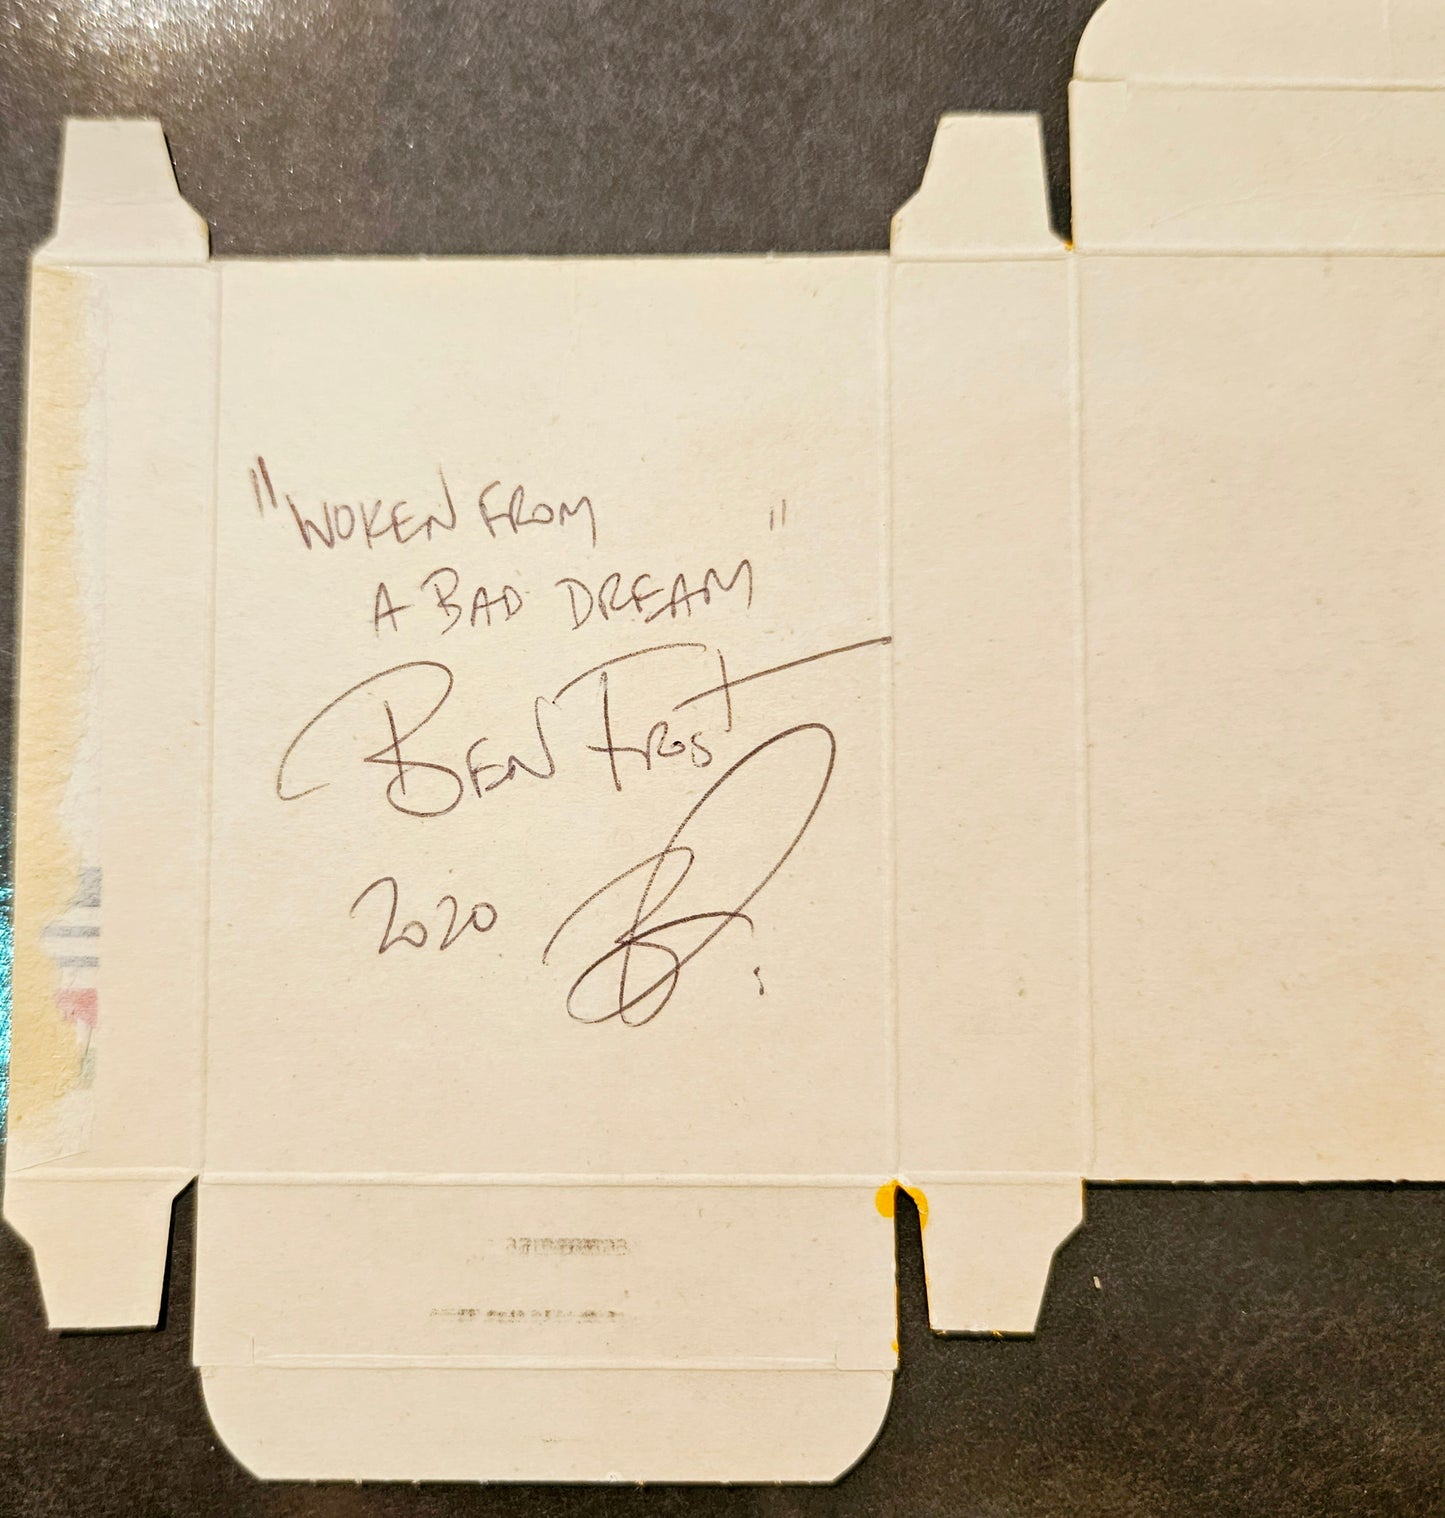 "WOKEN FROM
A BAD DREAM"
BEN FROST
2020